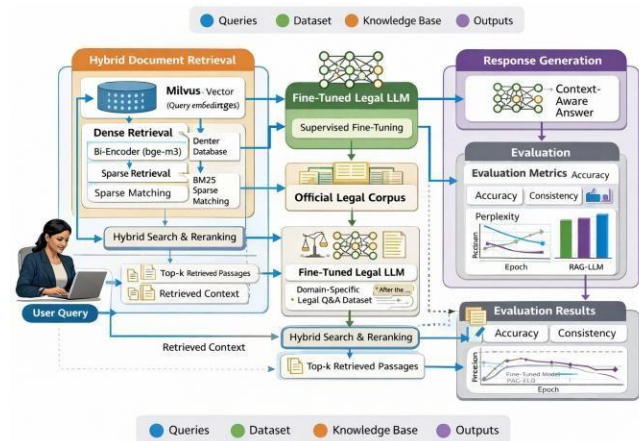 Queries Dataset Knowledge Base Outputs
Hybrid Document Retrieval
Milvus - Vector
Dense Retrieval
Bi-Encoder (bge-m3)
Sparse Retrieval
Sparse Matching
Denter
Database
BM25
Sparse
Matching
Hybrid Search & Reranking
Top-k Retrieved Passages
Retrieved Context
User Query
Retrieved Context
Fine-Tuned Legal LLM
Supervised Fine-Tuning
Official Legal Corpus
Fine-Tuned Legal LLM
Domain-Specific
Legal Q&A Dataset
"After the ...
Hybrid Search & Reranking
Top-k Retrieved Passages
Response Generation
Context-
Aware
Answer
Evaluation
Evaluation Metrics Accuracy
Accuracy Consistency
Perplexity
Epoch
RAG-LLM
Evaluation Results
Accuracy Consistency
Fine-Tuned Model
Epoch
Queries Dataset Knowledge Base Outputs